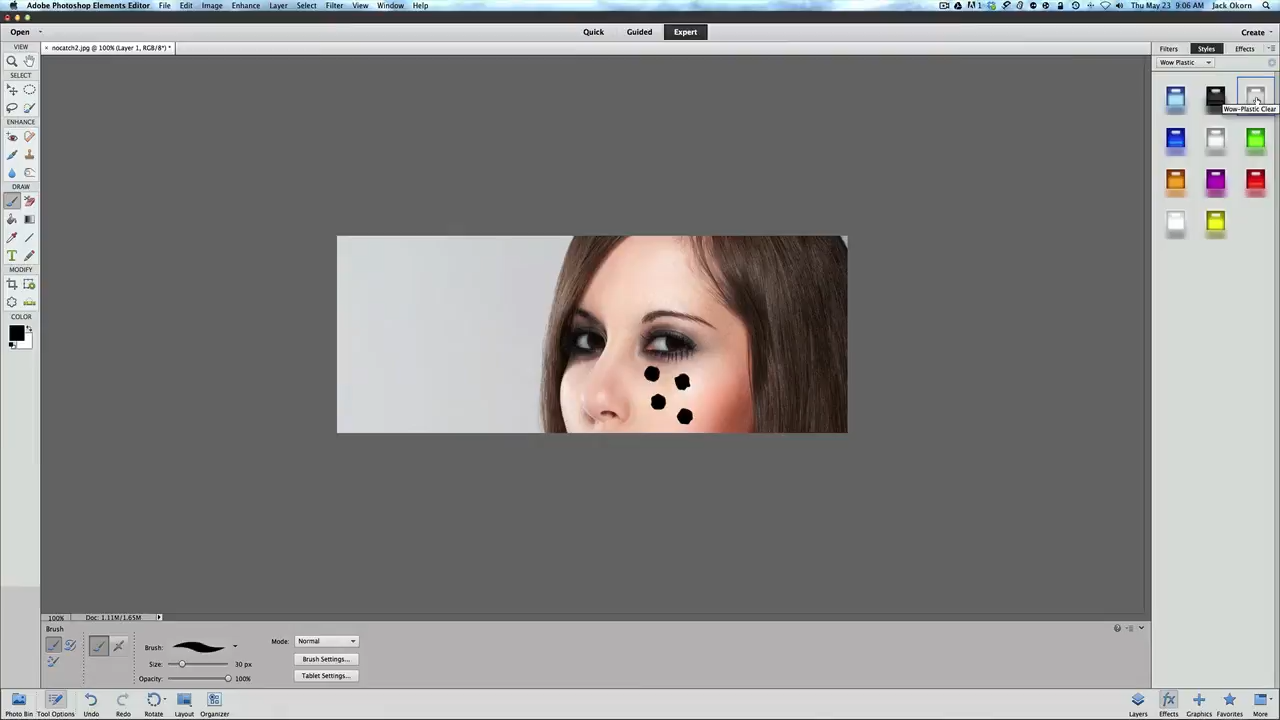 Adobe Photoshop Elements Editor File Edit Image Enhance Layer Select Filter View Window Help
1 Thu May 23 9:06 AM Jack Okorn
Open
Quick Guided Expert
Create
VIEW
nocatch2.jpg @ 100% (Layer 1, RGB/8*) *
Filters Styles Effects
Wow Plastic
SELECT
Wow-Plastic Clear
ENHANCE
DRAW
MODIFY
COLOR
100% Doc: 1.11M/1.65M
Brush
Brush:
Size: 30 px
Opacity: 100%
Mode: Normal
Brush Settings...
Tablet Settings...
Photo Bin Tool Options Undo Redo Rotate Layout Organizer
Layers Effects Graphics Favorites More